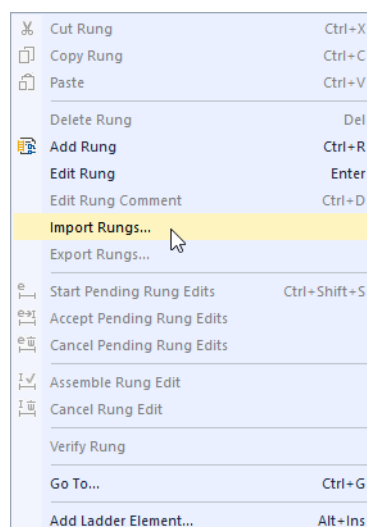 Cut Rung Ctrl+X
Copy Rung Ctrl+C
Paste Ctrl+V
Delete Rung Del
Add Rung Ctrl+R
Edit Rung Enter
Edit Rung Comment Ctrl+D
Import Rungs...
Export Rungs...
Start Pending Rung Edits Ctrl+Shift+S
Accept Pending Rung Edits
Cancel Pending Rung Edits
Assemble Rung Edit
Cancel Rung Edit
Verify Rung
Go To... Ctrl+G
Add Ladder Element... Alt+Ins